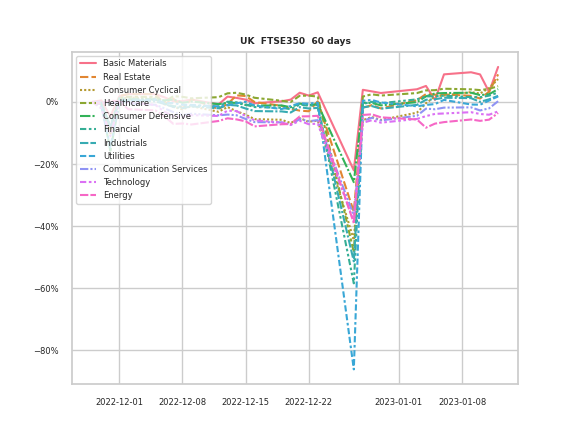 UK  FTSE350  60 days
Basic Materials
Real Estate
Consumer Cyclical
Healthcare
Consumer Defensive
Financial
Industrials
Utilities
Communication Services
Technology
Energy
0%
−20%
−40%
−60%
−80%
2022-12-01
2022-12-08
2022-12-15
2022-12-22
2023-01-01
2023-01-08